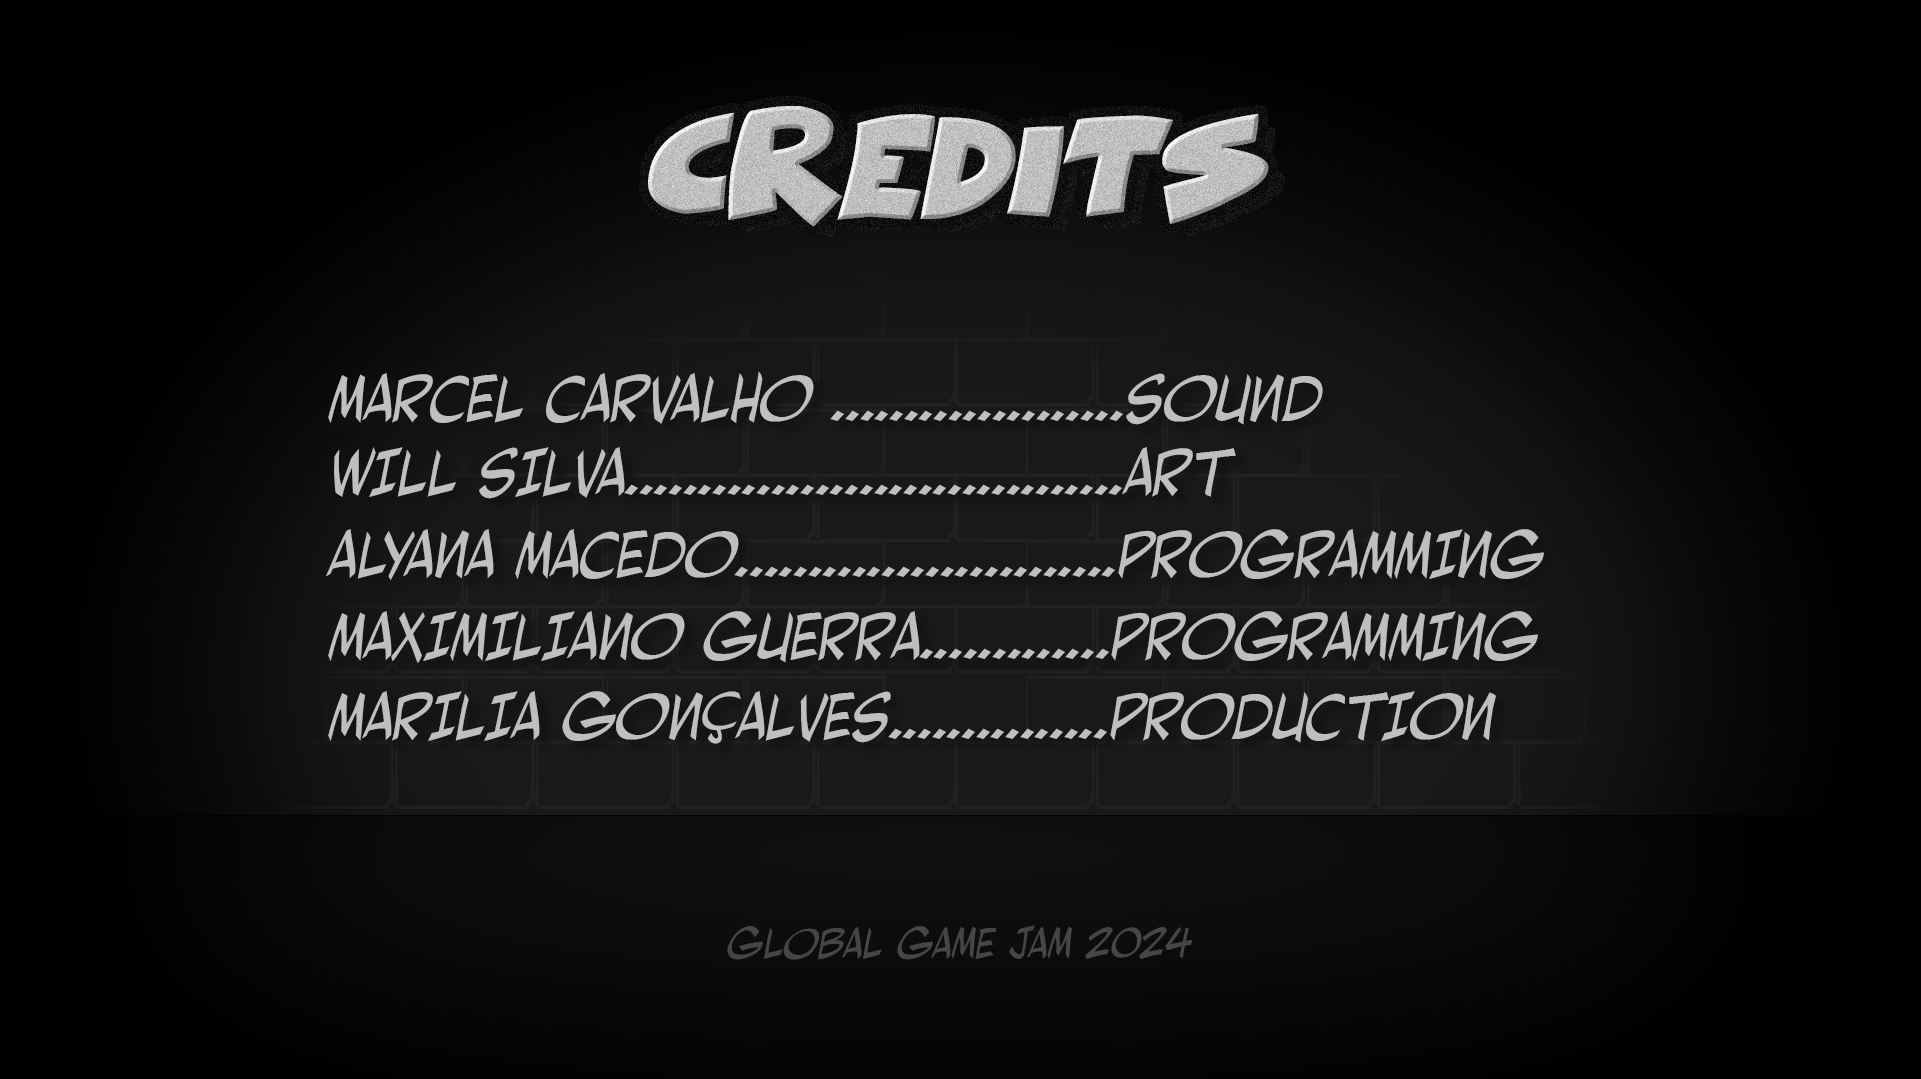 CREDITS
MARCEL CARVALHO ....................SOUND
WILL SILVA..................................ART
ALYANA MACEDO..........................PROGRAMMING
MAXIMILIANO GUERRA.............PROGRAMMING
MARILIA GONÇALVES...............PRODUCTION
GLOBAL GAME JAM 2024